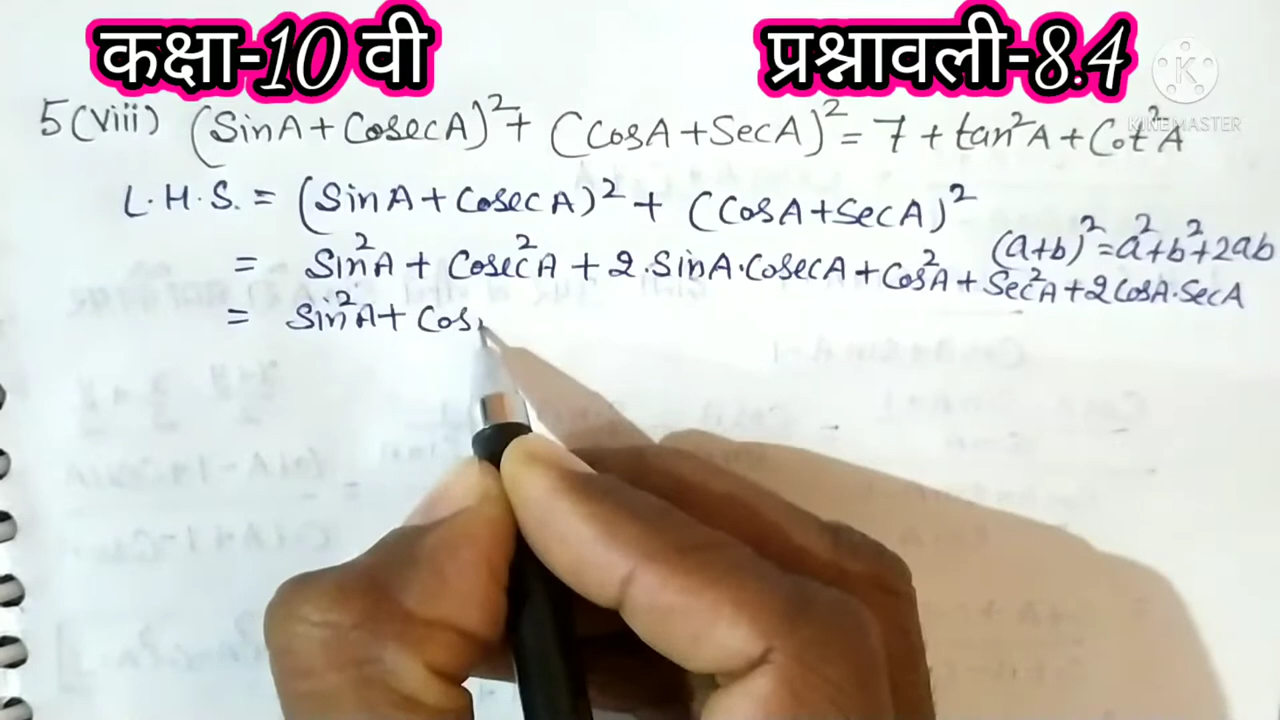 कक्षा-10 वी प्रश्नावली-8.4
K
KINEMASTER
5(viii) (SinA+CosecA)²+ (CosA+SecA)²=7+tan²A+Cot²A
L.H.S. = (SinA+CosecA)² + (CosA+SecA)²
(a+b)²=a²+b²+2ab
= Sin²A + Cosec²A +2.SinA.CosecA+Cos²A+Sec²A+2CosA.SecA
= Sin²A+ Cos